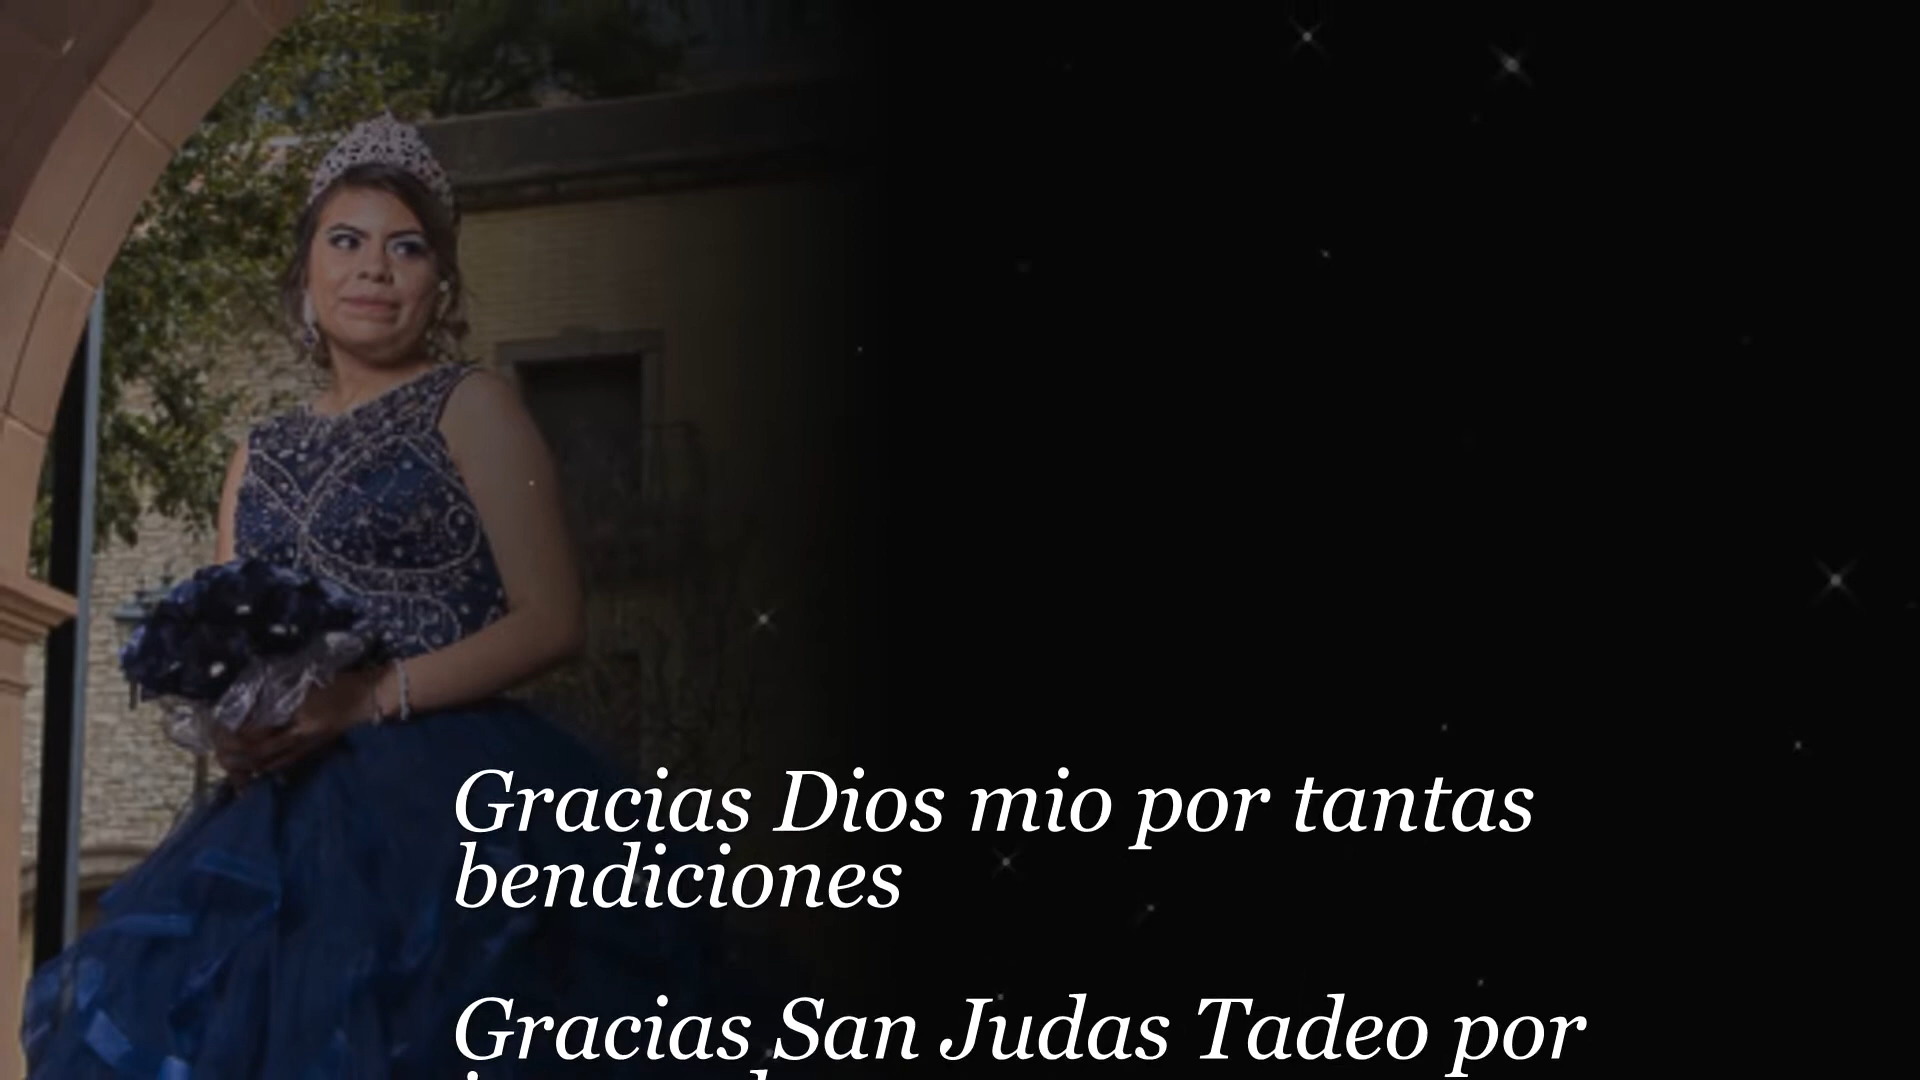 Gracias Dios mio por tantas
bendiciones
Gracias San Judas Tadeo por